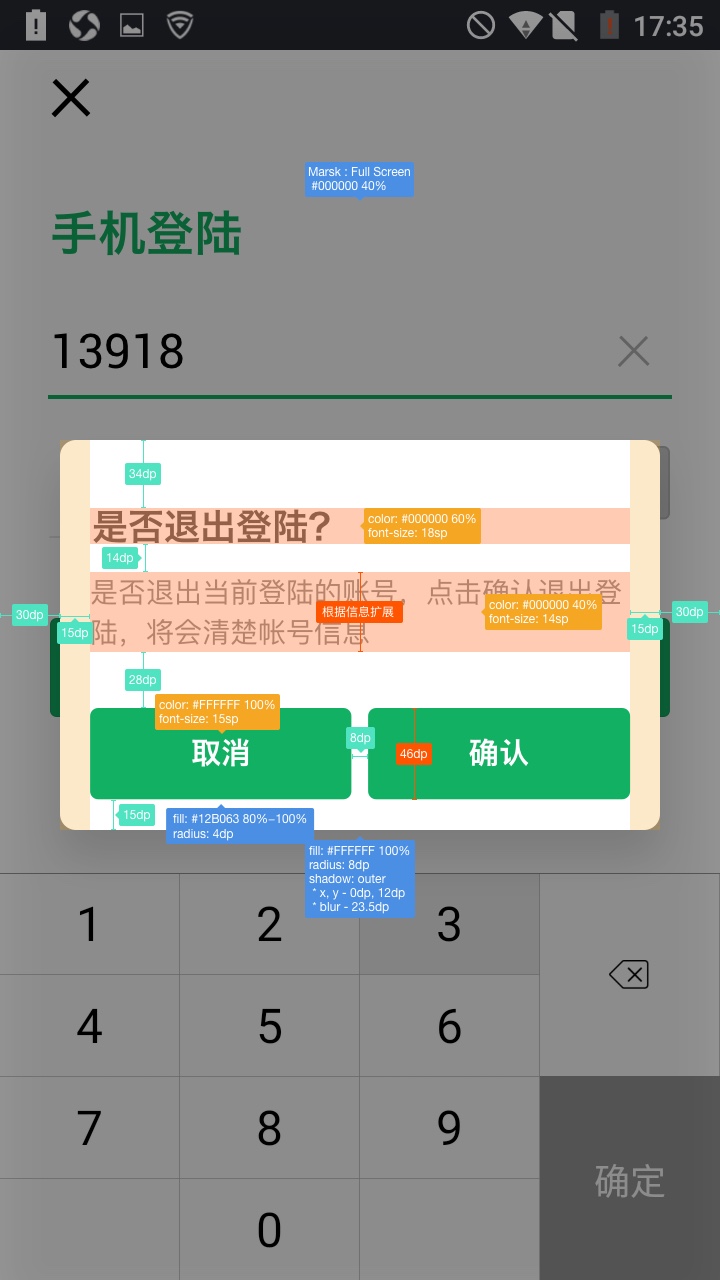 17:35
Marsk : Full Screen
#000000 40%
手机登陆
13918
34dp
是否退出登陆?
color: #000000 60%
font-size: 18sp
14dp
是否退出当前登陆的账号，点击确认退出登
陆，将会清楚帐号信息
根据信息扩展
color: #000000 40%
font-size: 14sp
30dp
15dp
15dp
30dp
28dp
color: #FFFFFF 100%
font-size: 15sp
取消
8dp
46dp
确认
15dp
fill: #12B063 80%–100%
radius: 4dp
fill: #FFFFFF 100%
radius: 8dp
shadow: outer
* x, y - 0dp, 12dp
* blur - 23.5dp
1
2
3
4
5
6
7
8
9
确定
0